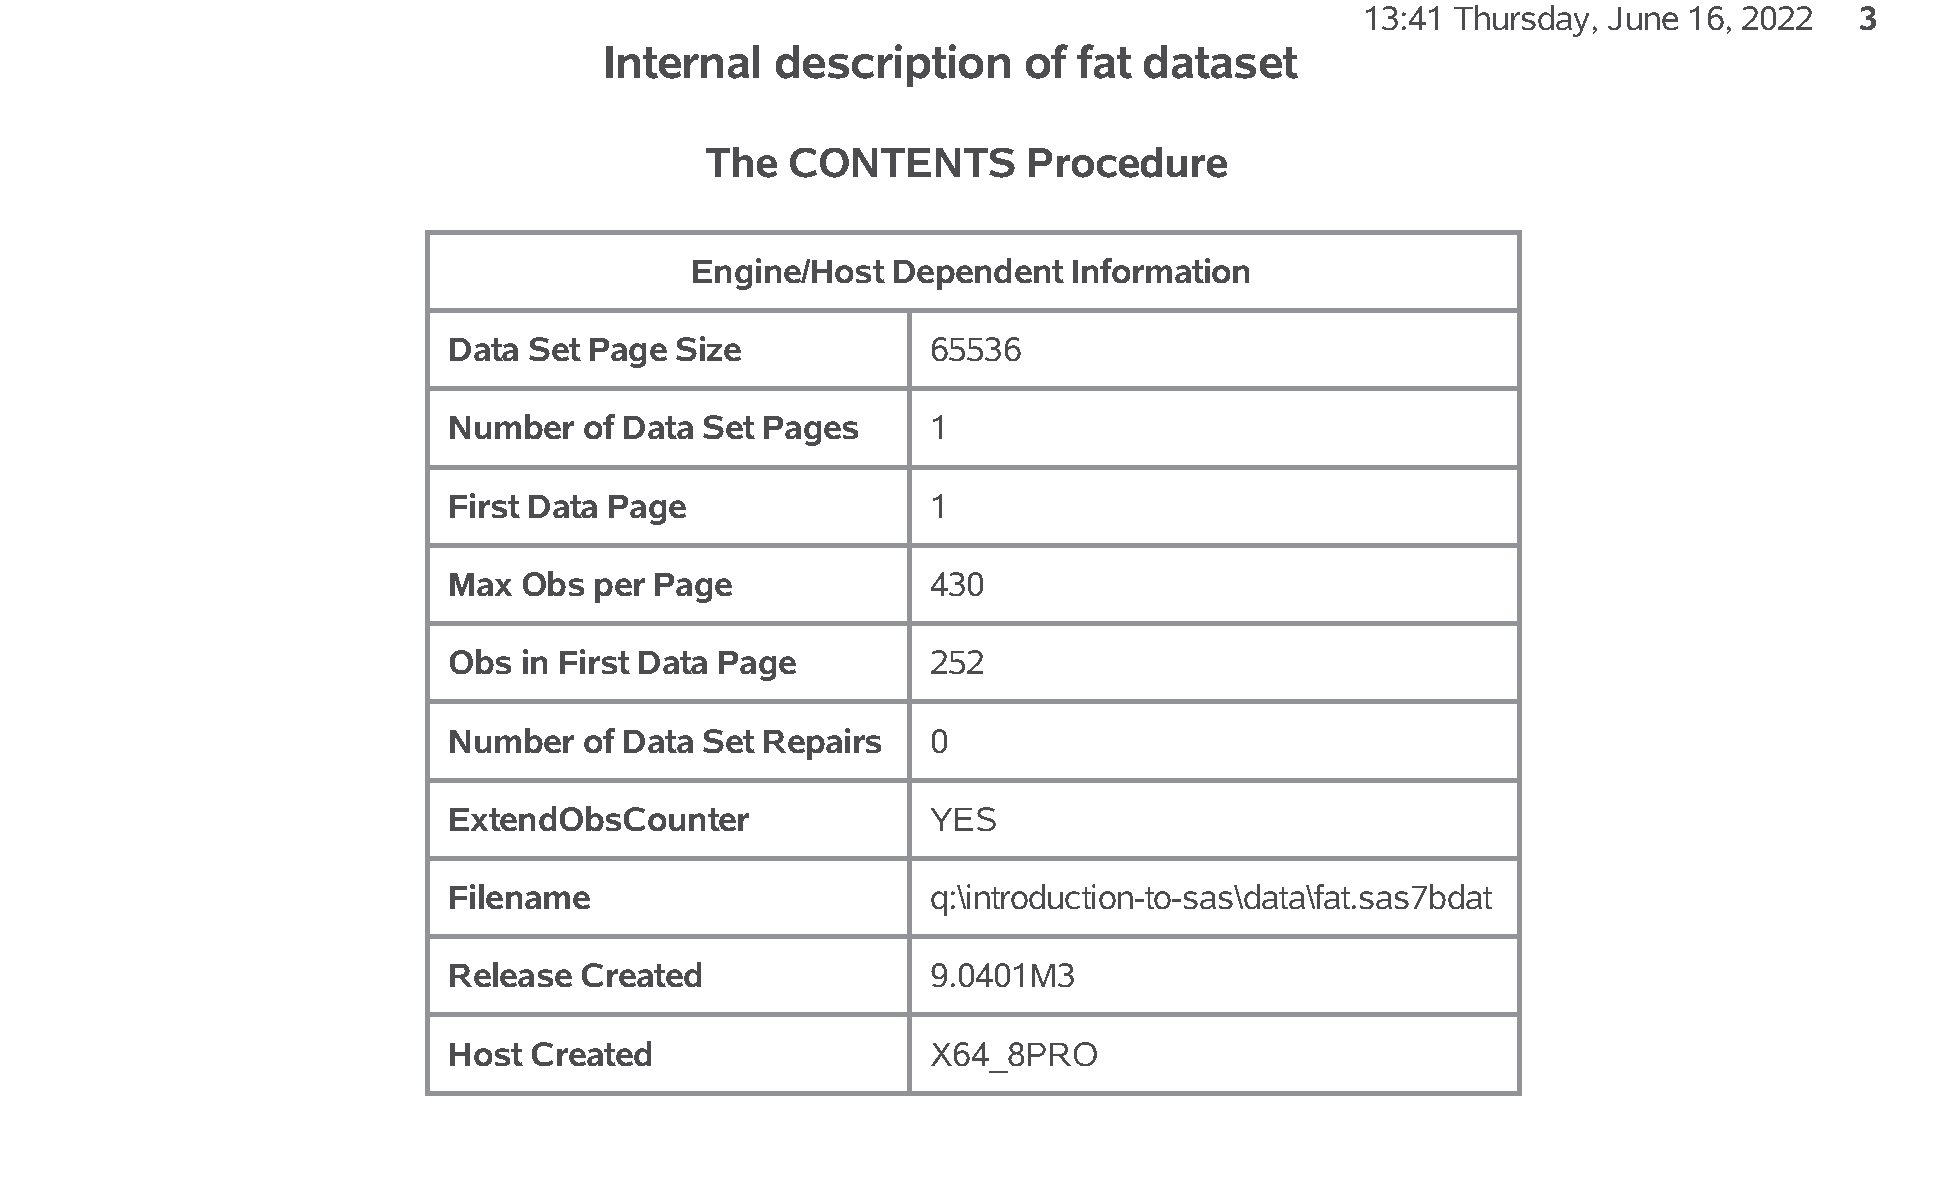 13:41 Thursday, June 16, 2022 3
Internal description of fat dataset
The CONTENTS Procedure
Engine/Host Dependent Information
Data Set Page Size 65536
Number of Data Set Pages 1
First Data Page 1
Max Obs per Page 430
Obs in First Data Page 252
Number of Data Set Repairs 0
ExtendObsCounter YES
Filename q:\introduction-to-sas\data\fat.sas7bdat
Release Created 9.0401M3
Host Created X64_8PRO